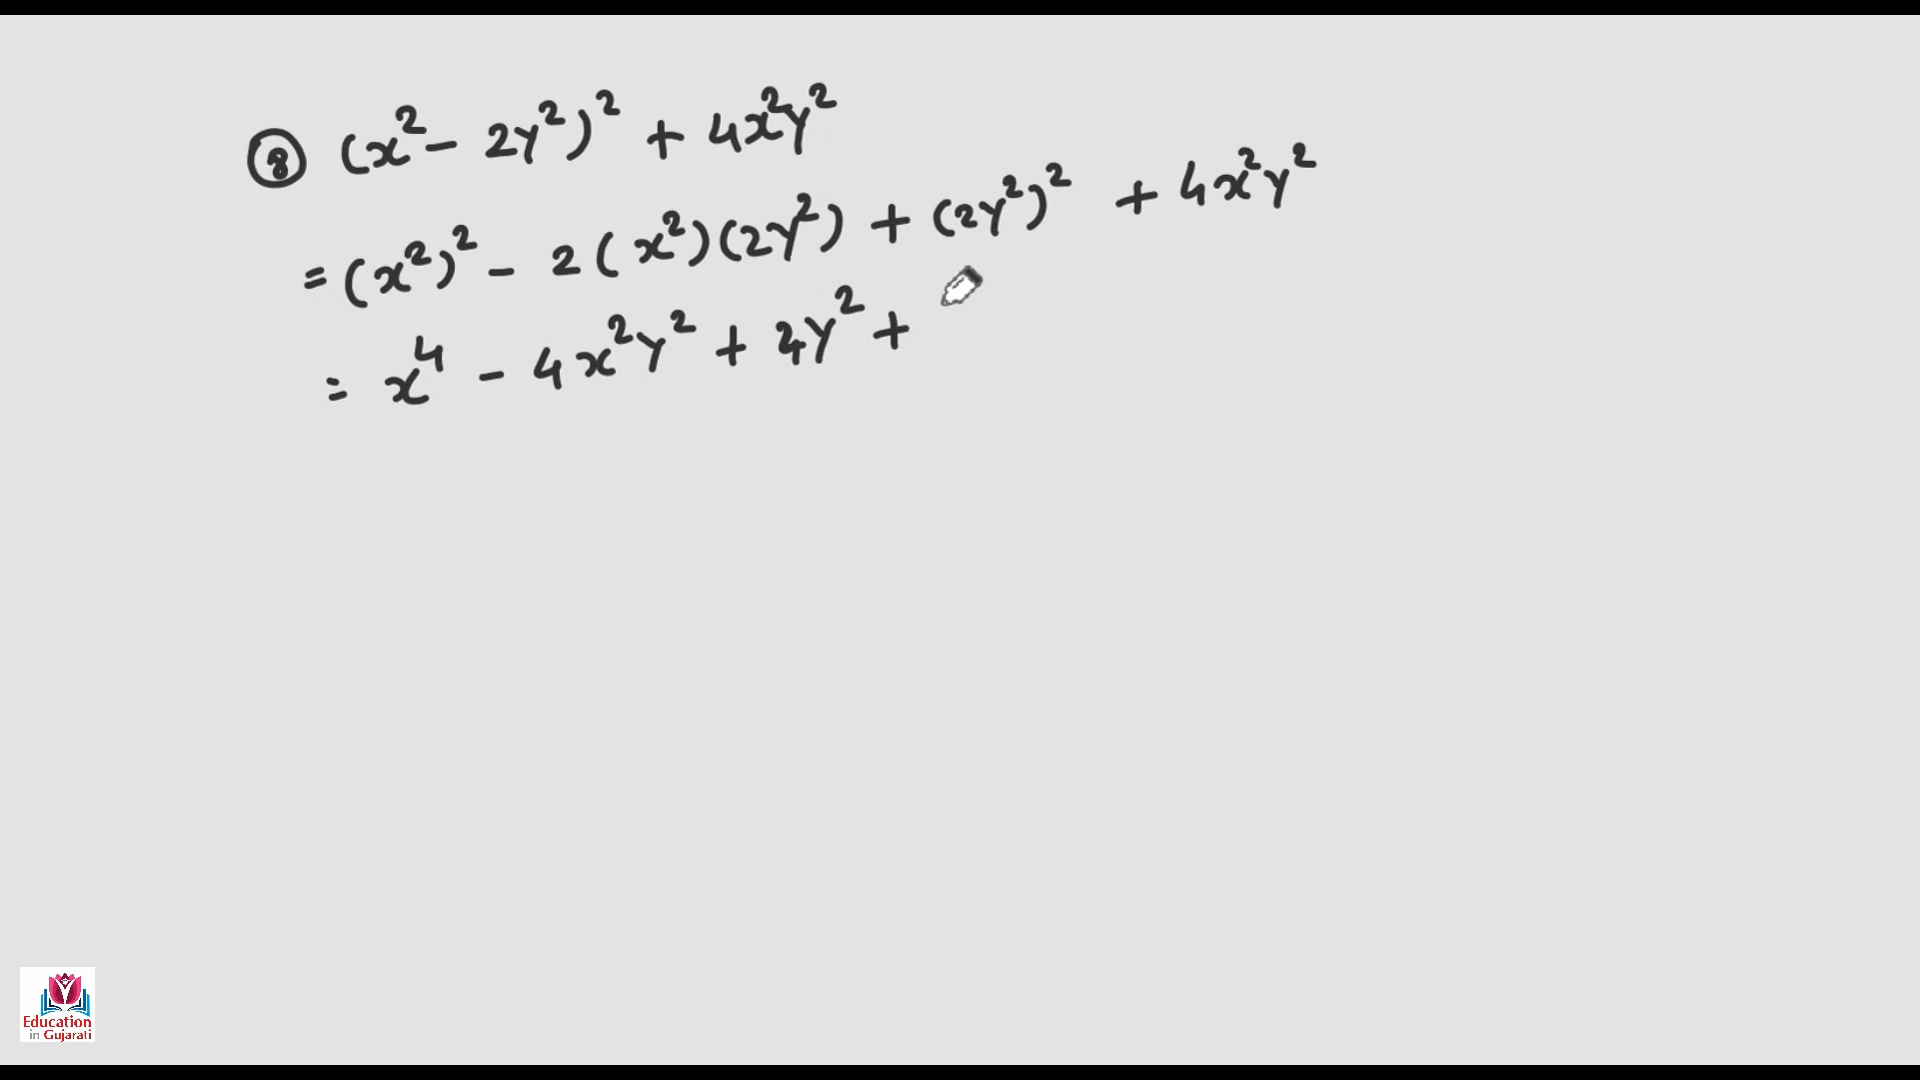 ⑧ (x² - 2y²)² + 4x²y²
= (x²)² - 2(x²)(2y²) + (2y²)² + 4x²y²
= x⁴ - 4x²y² + 4y² +
Education
in Gujarati